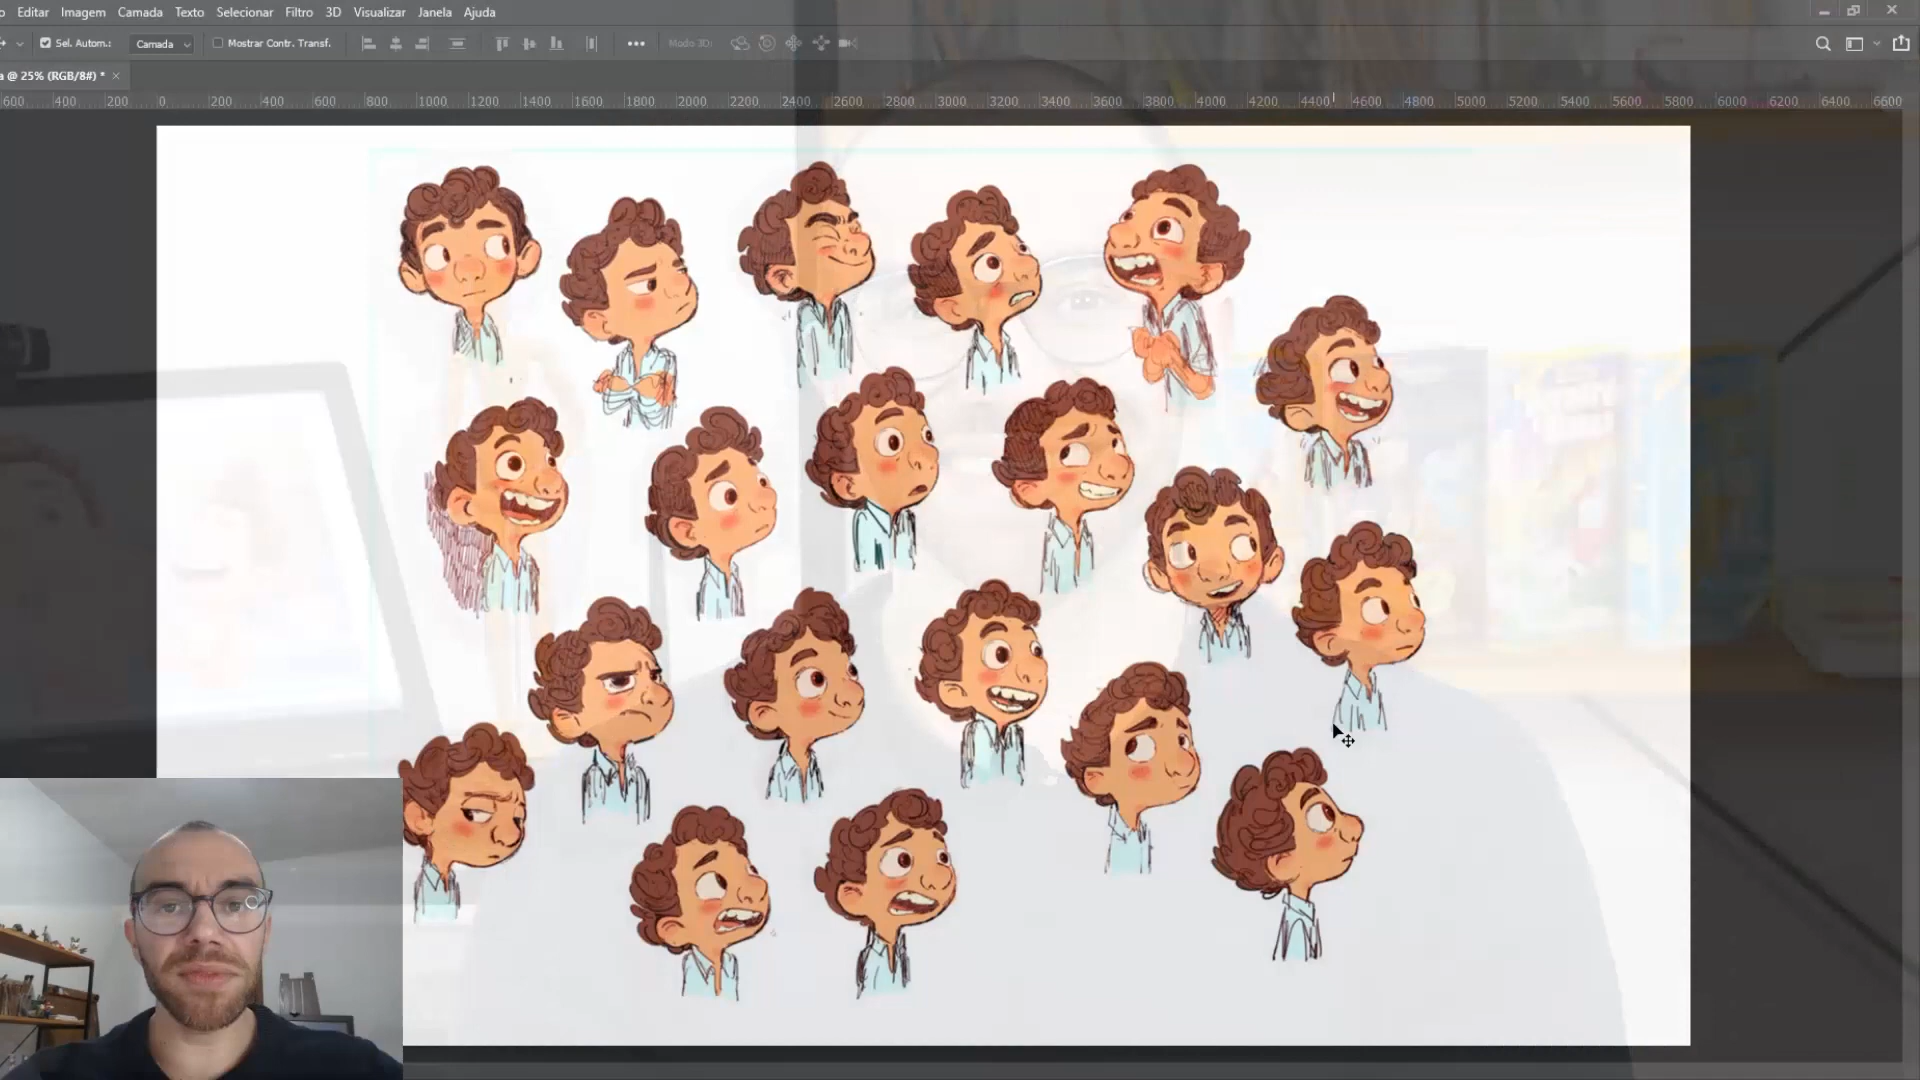 Editar Imagem Camada Texto Selecionar Filtro 3D Visualizar Janela Ajuda
Sel. Autom.: Camada Mostrar Contr. Transf. Modo 3D:
a @ 25% (RGB/8#) *
600 400 200 0 200 400 600 800 1000 1200 1400 1600 1800 2000 2200 2400 2600 2800 3000 3200 3400 3600 3800 4000 4200 4400 4600 4800 5000 5200 5400 5600 5800 6000 6200 6400 6600